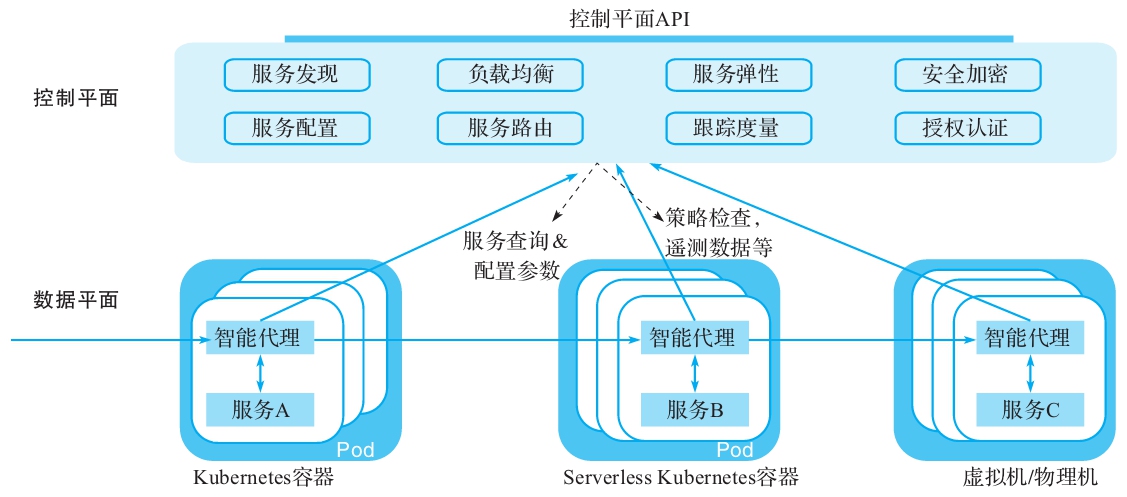 控制平面API
控制平面
服务发现
负载均衡
服务弹性
安全加密
服务配置
服务路由
跟踪度量
授权认证
服务查询&
配置参数
策略检查，
遥测数据等
数据平面
智能代理
智能代理
智能代理
服务A
服务B
服务C
Pod
Pod
Kubernetes容器
Serverless Kubernetes容器
虚拟机/物理机